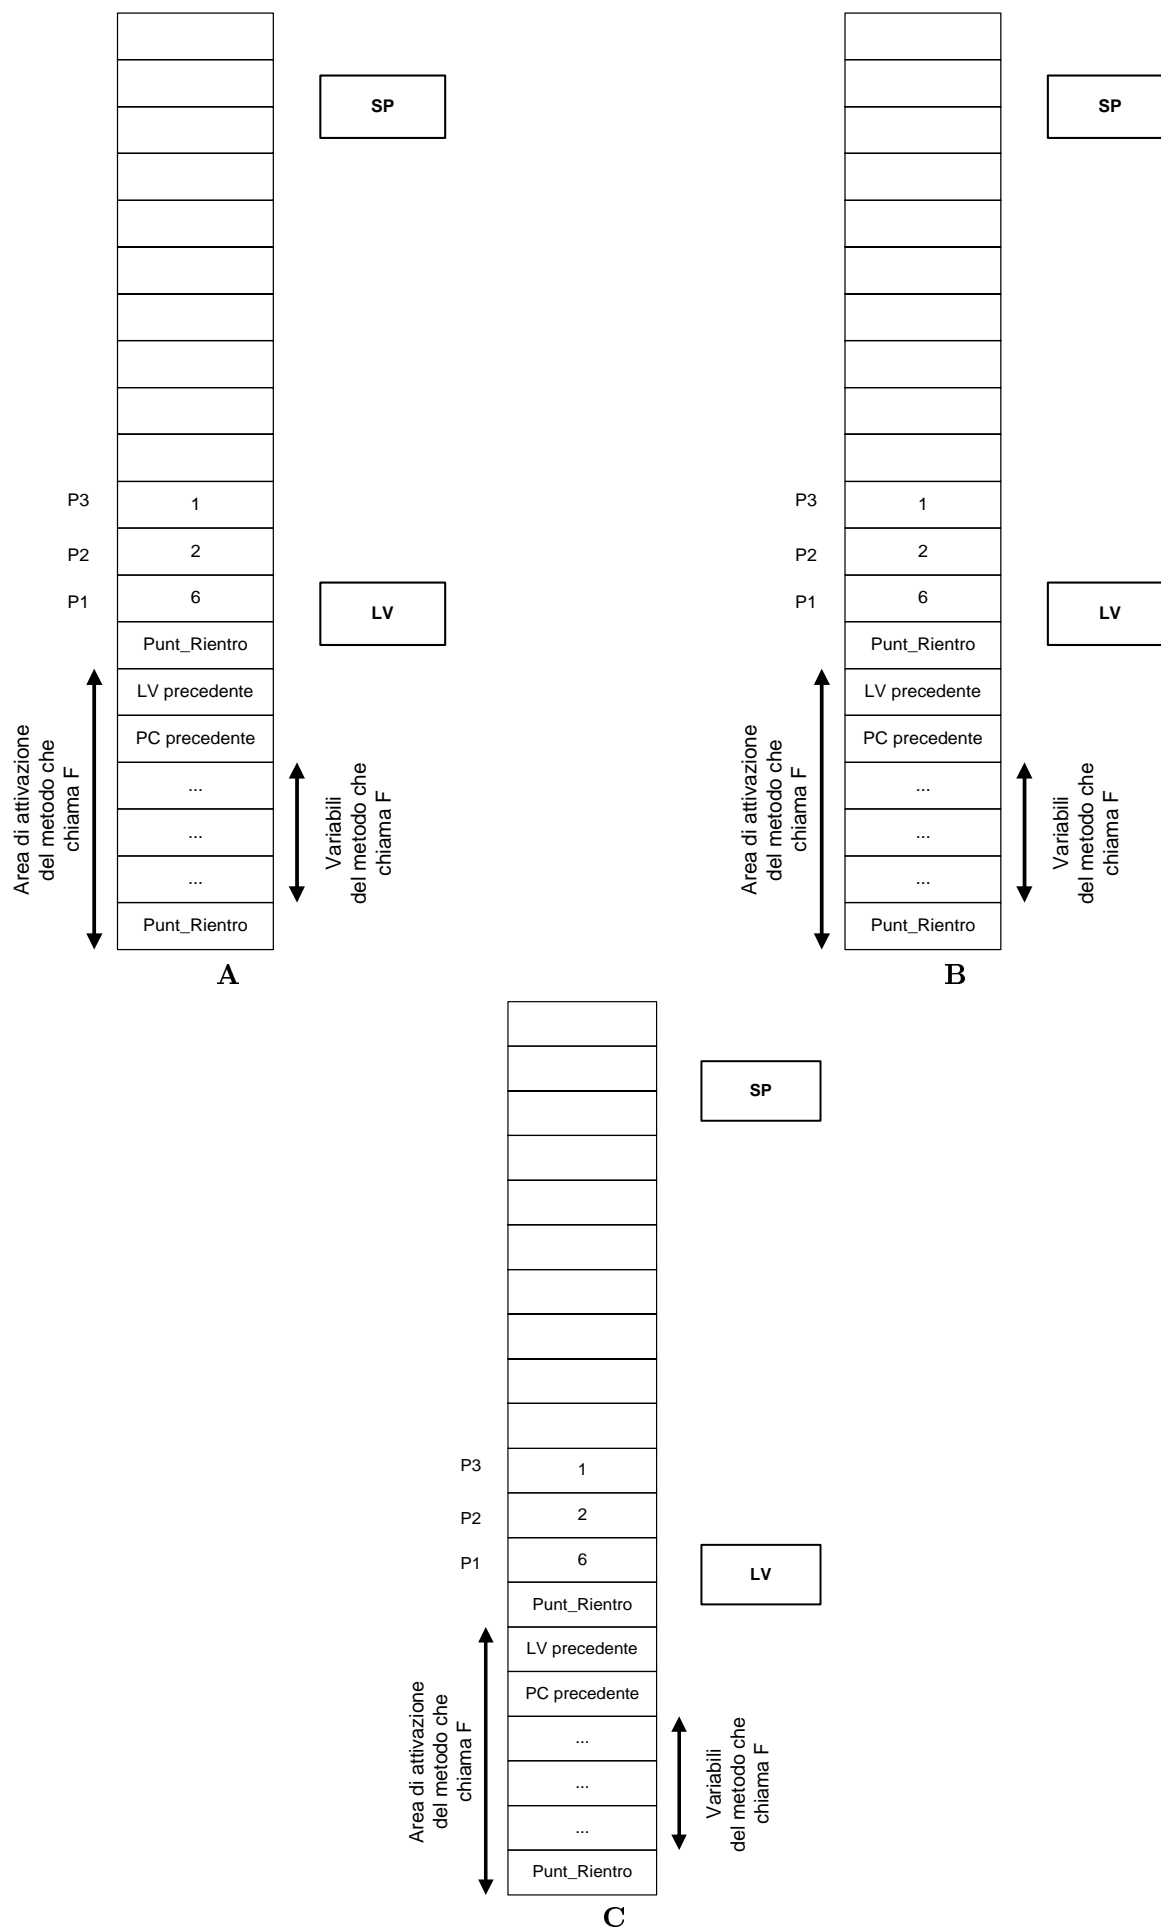 SP
P3
1
P2
2
P1
6
LV
Punt_Rientro
LV precedente
PC precedente
...
...
...
Punt_Rientro
Area di attivazione
del metodo che
chiama F
Variabili
del metodo che
chiama F
A
SP
P3
1
P2
2
P1
6
LV
Punt_Rientro
LV precedente
PC precedente
...
...
...
Punt_Rientro
Area di attivazione
del metodo che
chiama F
Variabili
del metodo che
chiama F
B
SP
P3
1
P2
2
P1
6
LV
Punt_Rientro
LV precedente
PC precedente
...
...
...
Punt_Rientro
Area di attivazione
del metodo che
chiama F
Variabili
del metodo che
chiama F
C